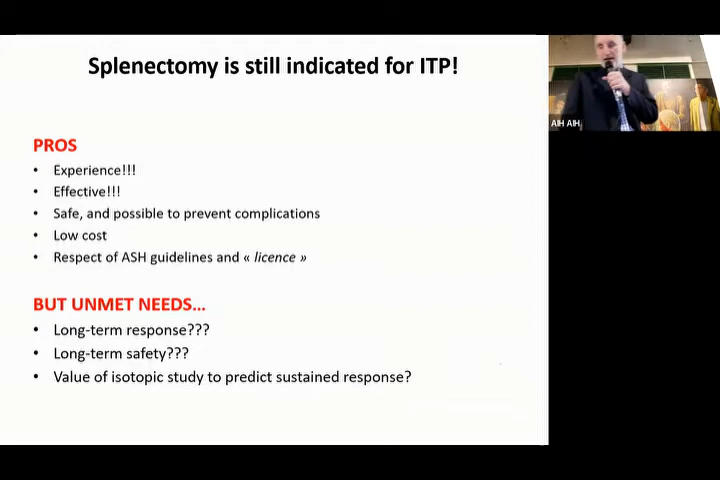 Splenectomy is still indicated for ITP!
PROS
• Experience!!!
• Effective!!!
• Safe, and possible to prevent complications
• Low cost
• Respect of ASH guidelines and « licence »
BUT UNMET NEEDS...
• Long-term response???
• Long-term safety???
• Value of isotopic study to predict sustained response?
AIH AIH